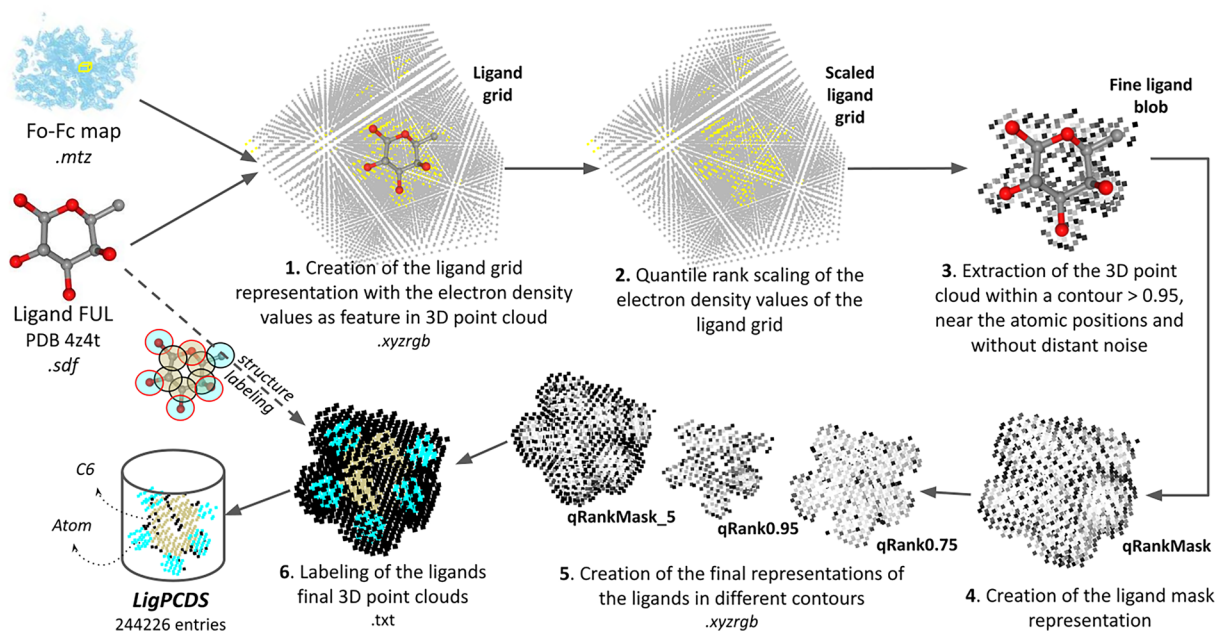 Fo-Fc map
.mtz
Ligand FUL
PDB 4z4t
.sdf
Ligand
grid
1. Creation of the ligand grid
representation with the electron density
values as feature in 3D point cloud
.xyzrgb
Scaled
ligand
grid
2. Quantile rank scaling of the
electron density values of the
ligand grid
Fine ligand
blob
3. Extraction of the 3D point
cloud within a contour > 0.95,
near the atomic positions and
without distant noise
qRankMask
4. Creation of the ligand mask
representation
qRankMask_5
qRank0.95
qRank0.75
5. Creation of the final representations of
the ligands in different contours
.xyzrgb
structure
labeling
6. Labeling of the ligands
final 3D point clouds
.txt
C6
Atom
LigPCDS
244226 entries